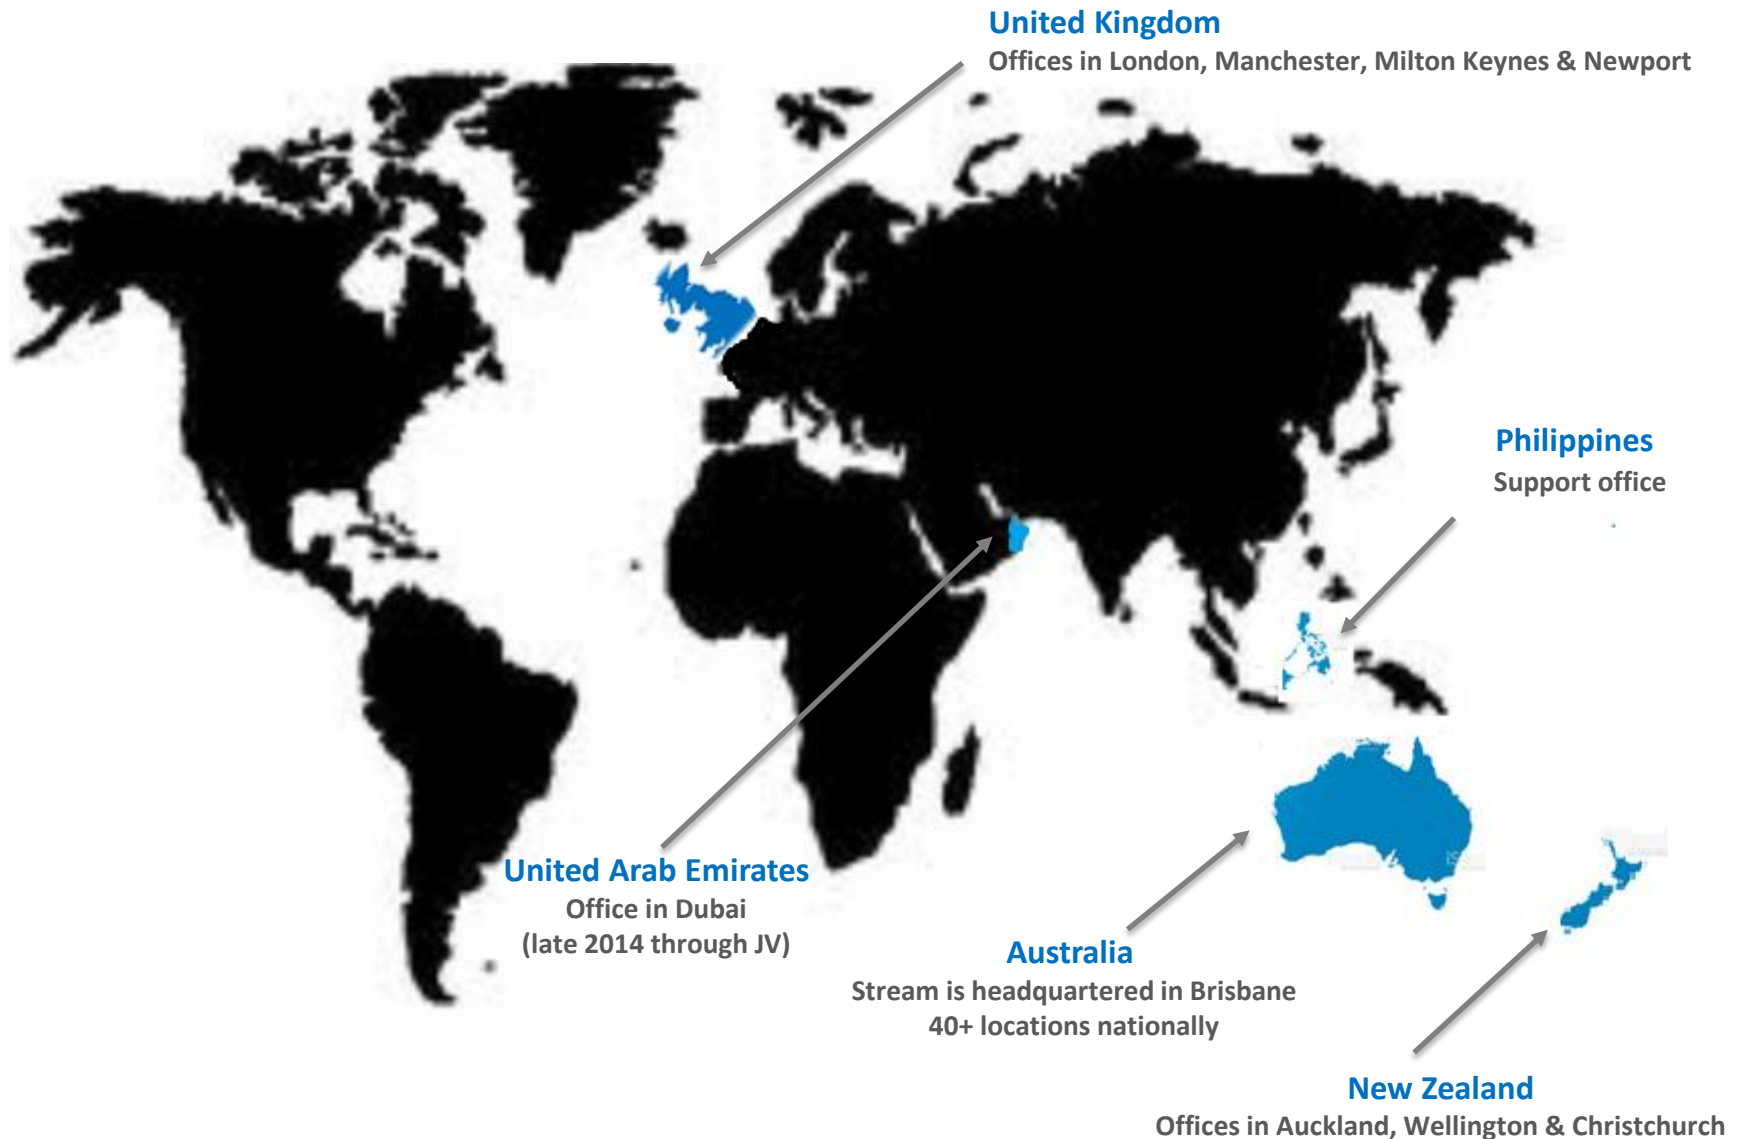 United Kingdom
Offices in London, Manchester, Milton Keynes & Newport
Philippines
Support office
United Arab Emirates
Office in Dubai
(late 2014 through JV)
Australia
Stream is headquartered in Brisbane
40+ locations nationally
New Zealand
Offices in Auckland, Wellington & Christchurch